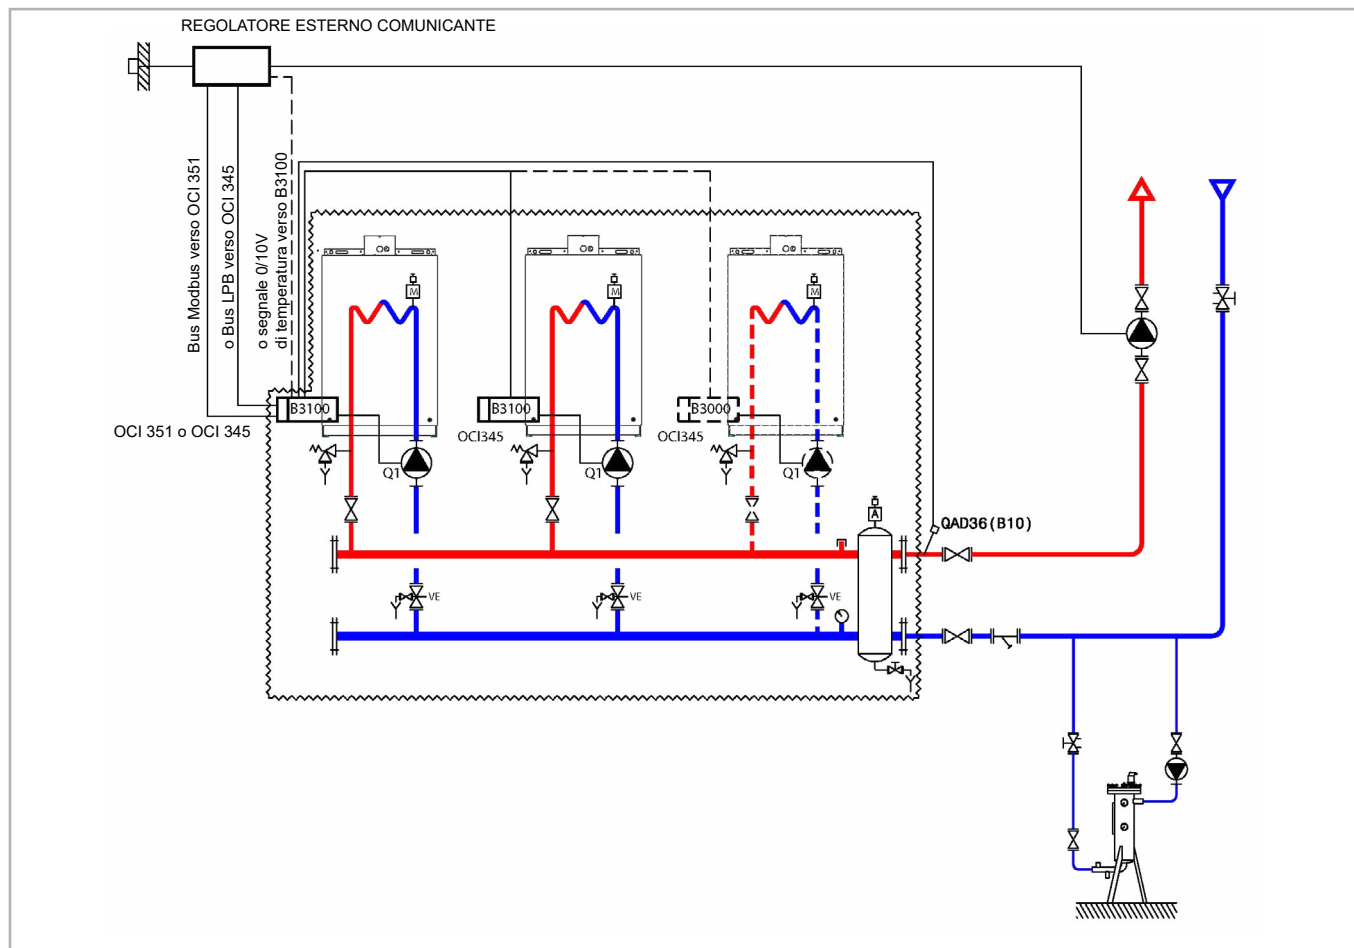 REGOLATORE ESTERNO COMUNICANTE
Bus Modbus verso OCI 351
o Bus LPB verso OCI 345
o segnale 0/10V
di temperatura verso B3100
M
M
M
B3100
B3100
B3000
OCI 351 o OCI 345
OCI345
OCI345
Q1
Q1
Q1
A
QAD36 (B10)
VE
VE
VE